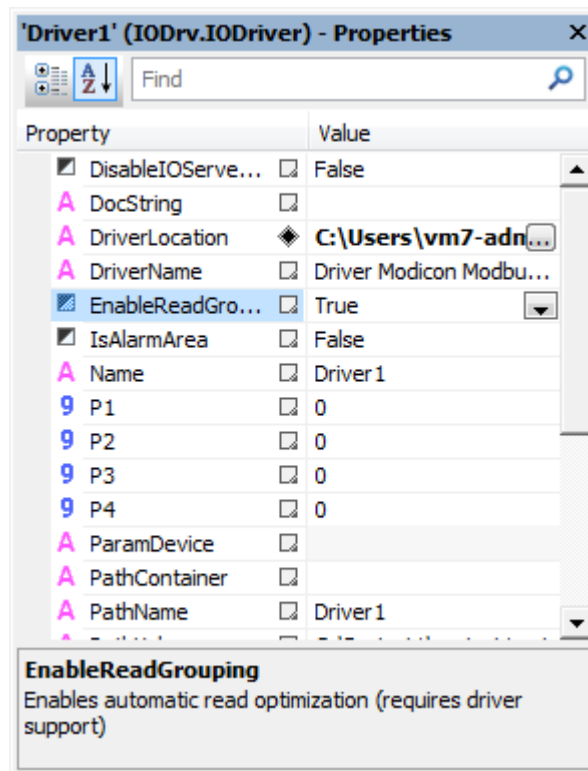 'Driver1' (IODrv.IODriver) - Properties
Find
Property Value
DisableIOServe... False
DocString
DriverLocation C:\Users\vm7-adn...
DriverName Driver Modicon Modbu...
EnableReadGro... True
IsAlarmArea False
Name Driver1
P1 0
P2 0
P3 0
P4 0
ParamDevice
PathContainer
PathName Driver1
EnableReadGrouping
Enables automatic read optimization (requires driver
support)